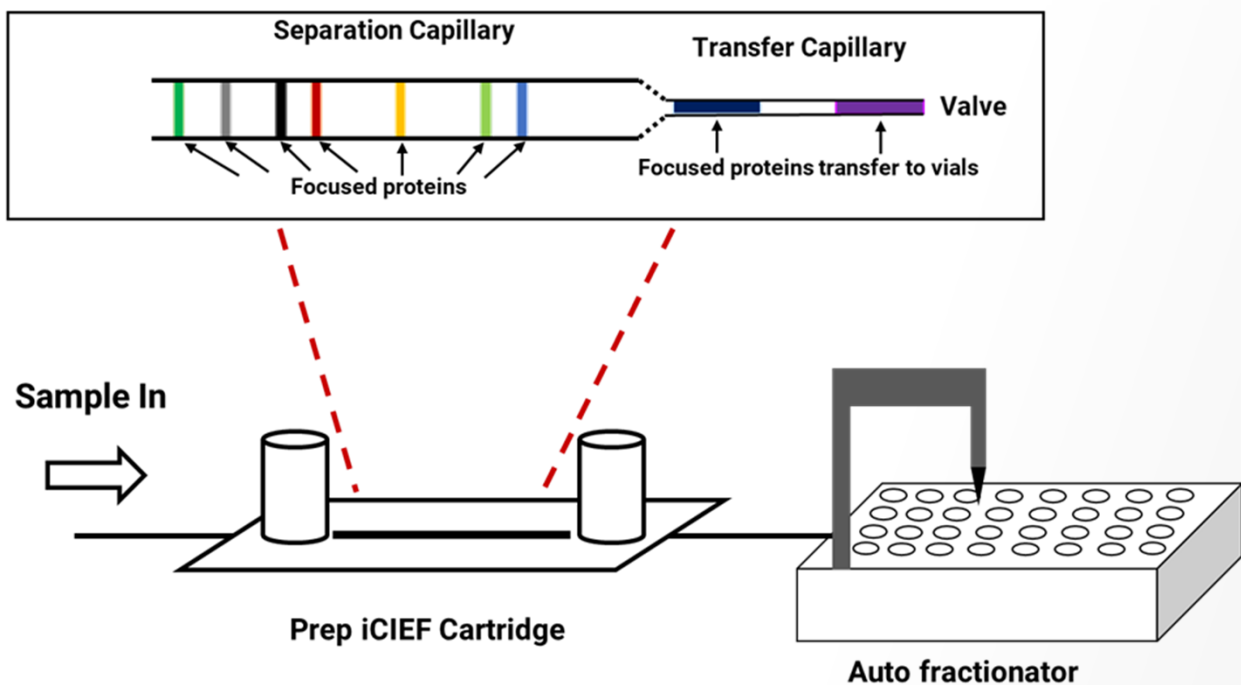 Separation Capillary
Transfer Capillary
Valve
Focused proteins transfer to vials
Focused proteins
Sample In
Prep iCIEF Cartridge
Auto fractionator